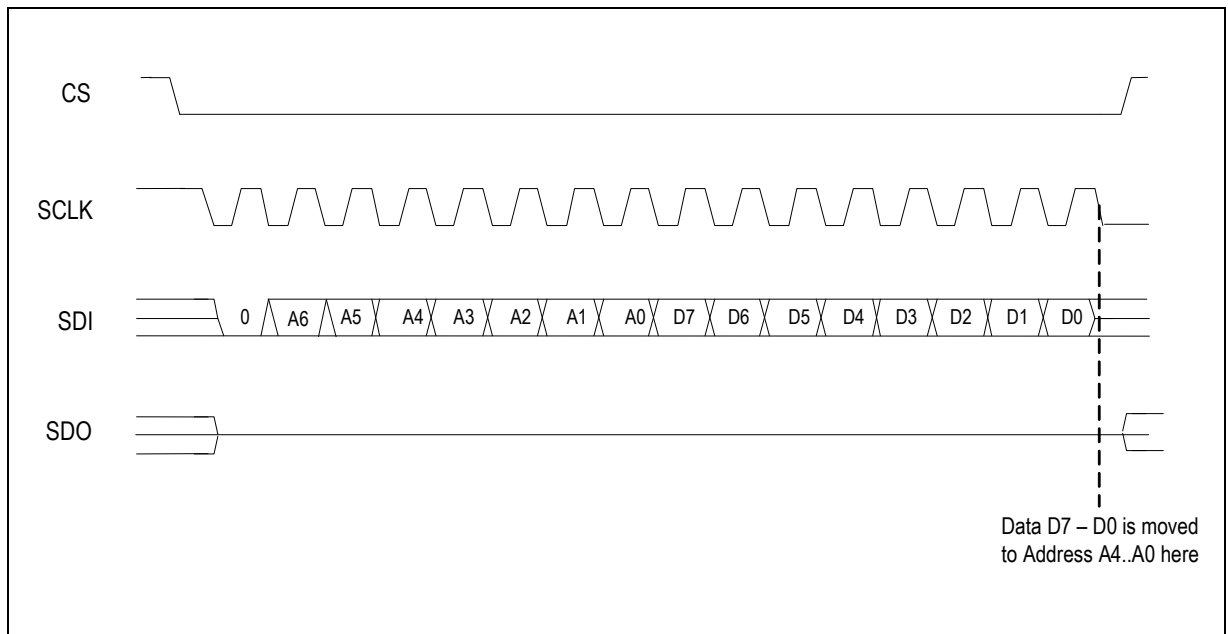 CS
SCLK
SDI
0 A6 A5 A4 A3 A2 A1 A0 D7 D6 D5 D4 D3 D2 D1 D0
SDO
Data D7 – D0 is moved
to Address A4..A0 here